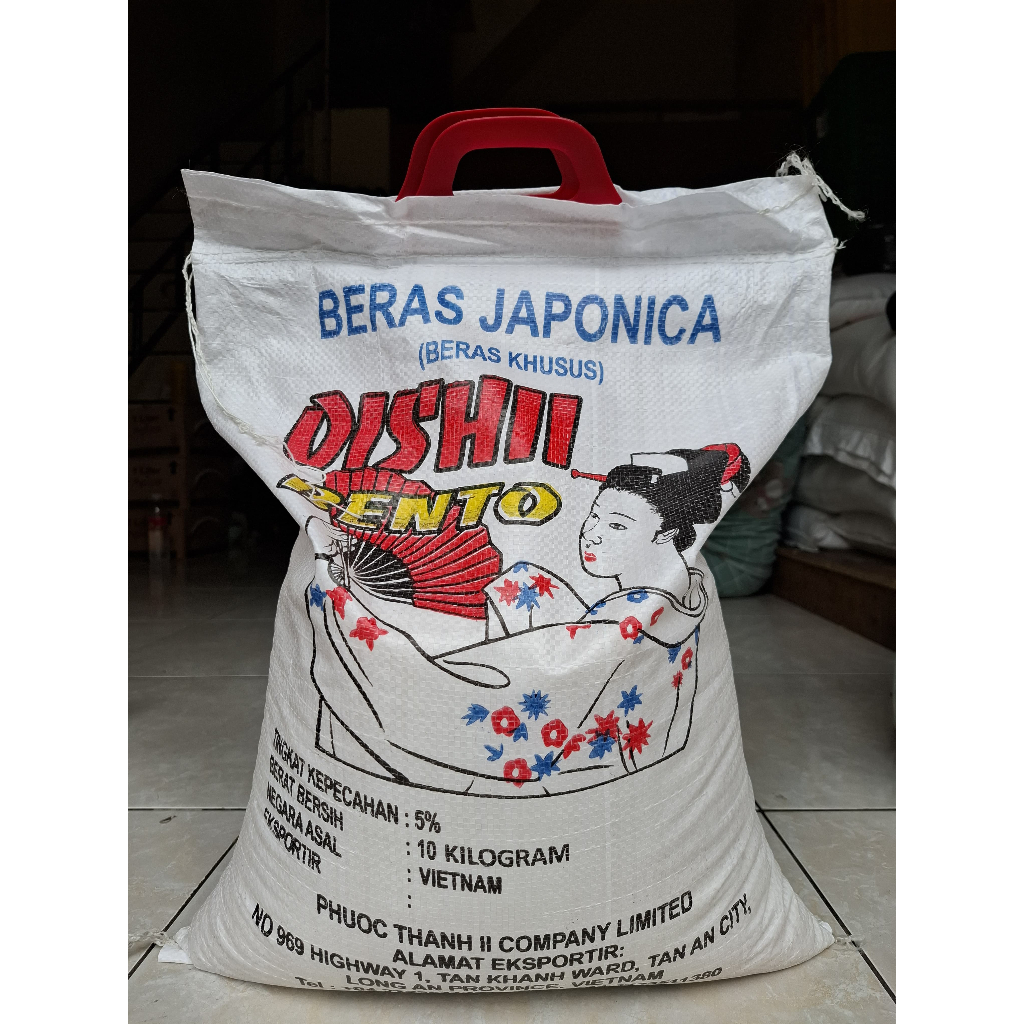 BERAS JAPONICA
(BERAS KHUSUS)
OISHII
BENTO
TINGKAT KEPECAHAN : 5%
BERAT BERSIH : 10 KILOGRAM
NEGARA ASAL : VIETNAM
EKSPORTIR :
PHUOC THANH II COMPANY LIMITED
ALAMAT EKSPORTIR:
NO 969 HIGHWAY 1, TAN KHANH WARD, TAN AN CITY,
LONG AN PROVINCE, VIETNAM
Tel :